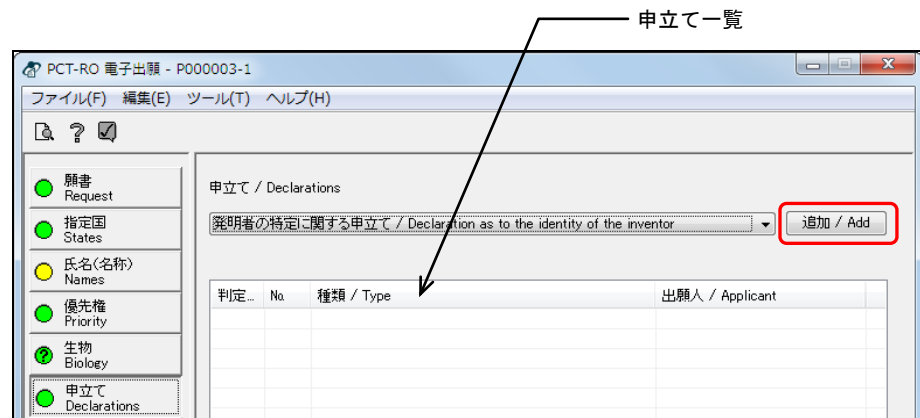 申立て一覧
PCT-RO 電子出願 - P000003-1
ファイル(F) 編集(E) ツール(T) ヘルプ(H)
願書
Request
指定国
States
氏名(名称)
Names
優先権
Priority
生物
Biology
申立て
Declarations
申立て / Declarations
発明者の特定に関する申立て / Declaration as to the identity of the inventor
追加 / Add
判定... No. 種類 / Type 出願人 / Applicant